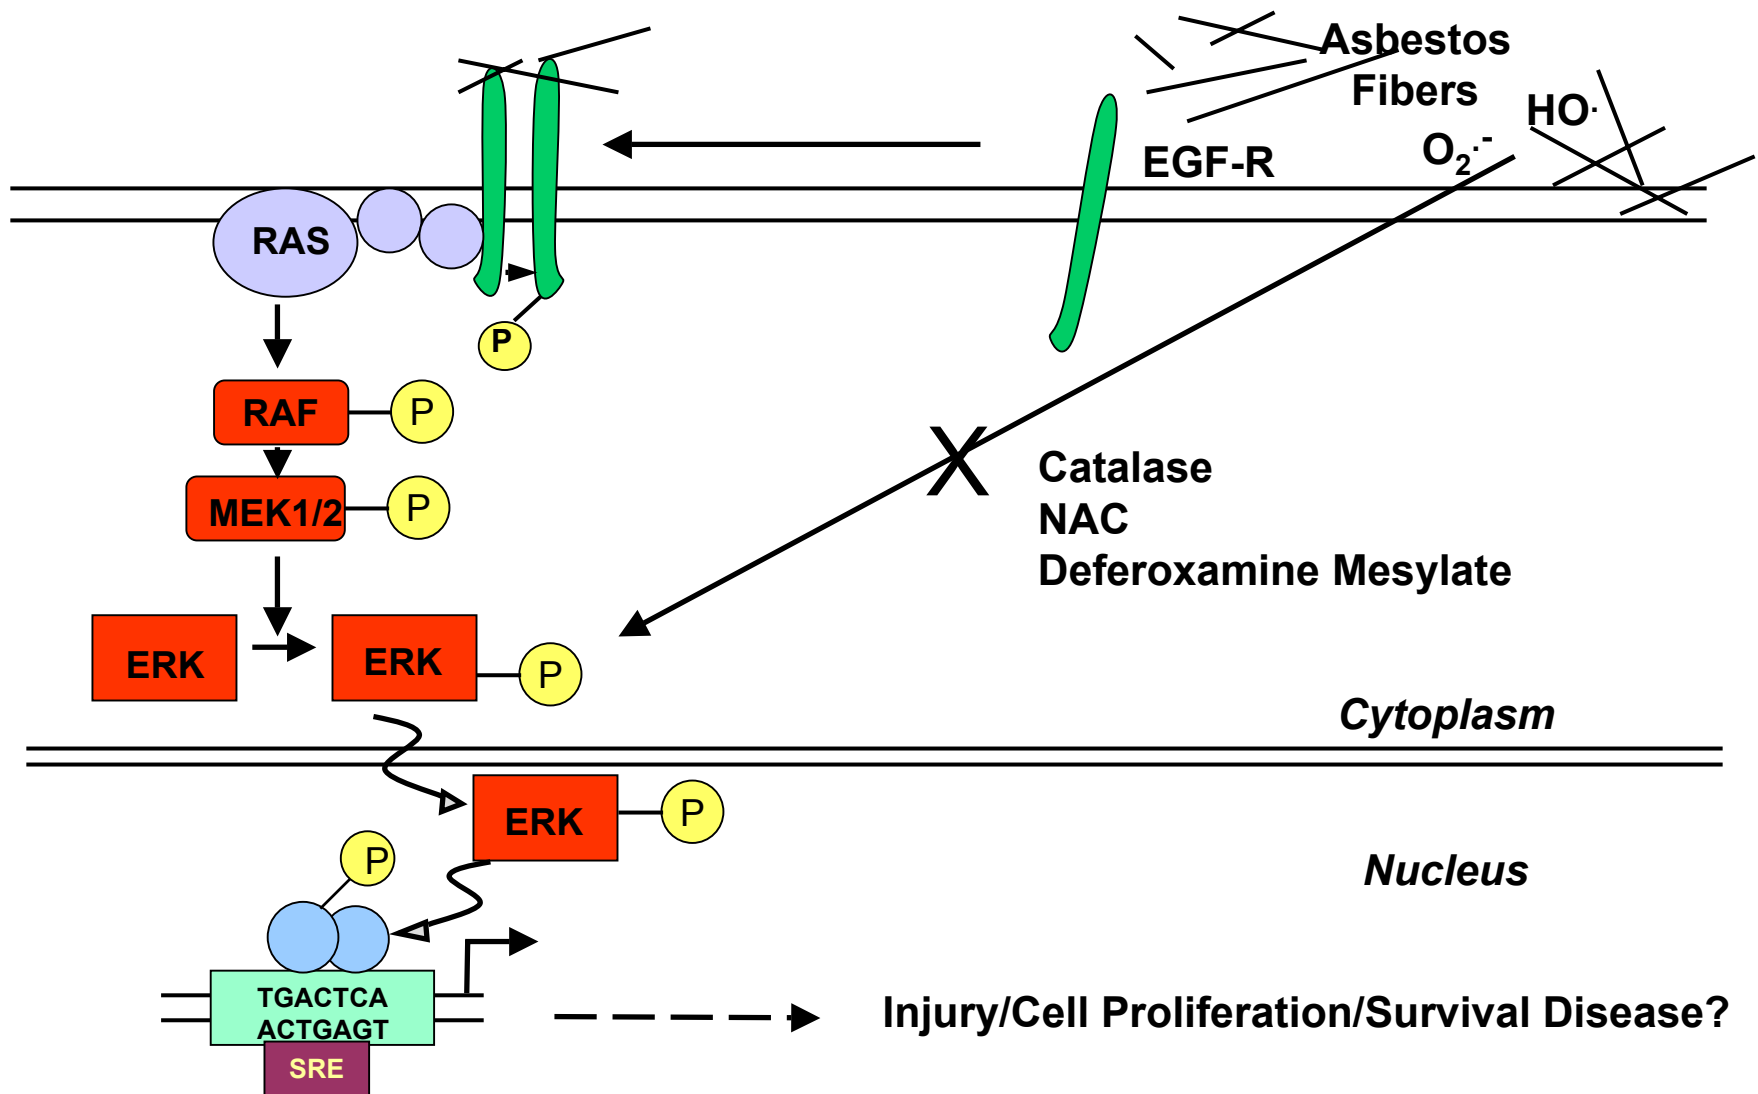 Asbestos
Fibers
HO·
O₂·-
EGF-R
RAS
P
RAF
P
MEK1/2
P
Catalase
NAC
Deferoxamine Mesylate
ERK
ERK
P
Cytoplasm
ERK
P
P
Nucleus
TGACTCA
ACTGAGT
SRE
Injury/Cell Proliferation/Survival Disease?
X